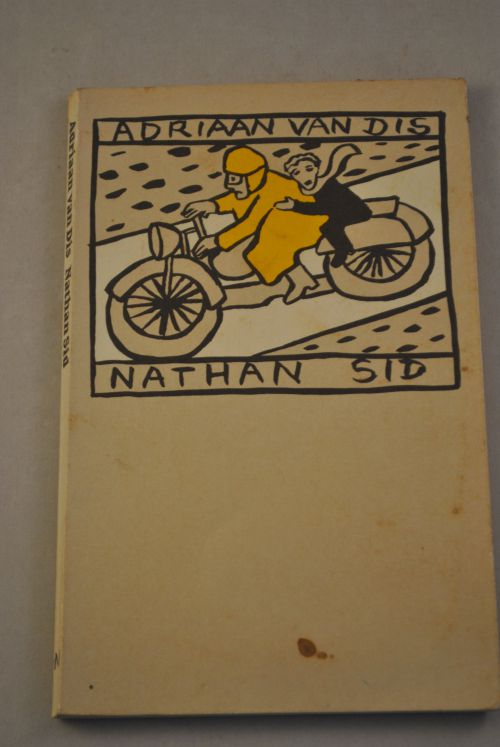 ADRIAAN VAN DIS
NATHAN SID
Adriaan van Dis Nathan Sid